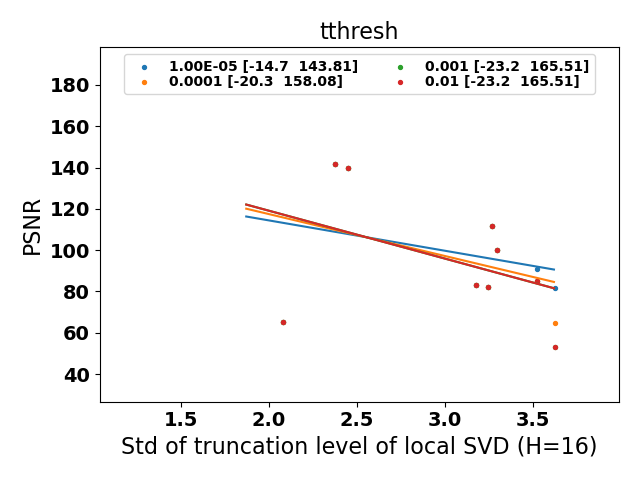 tthresh
1.00E-05 [-14.7  143.81]
0.0001 [-20.3  158.08]
0.001 [-23.2  165.51]
0.01 [-23.2  165.51]
PSNR
180
160
140
120
100
80
60
40
1.5 2.0 2.5 3.0 3.5
Std of truncation level of local SVD (H=16)